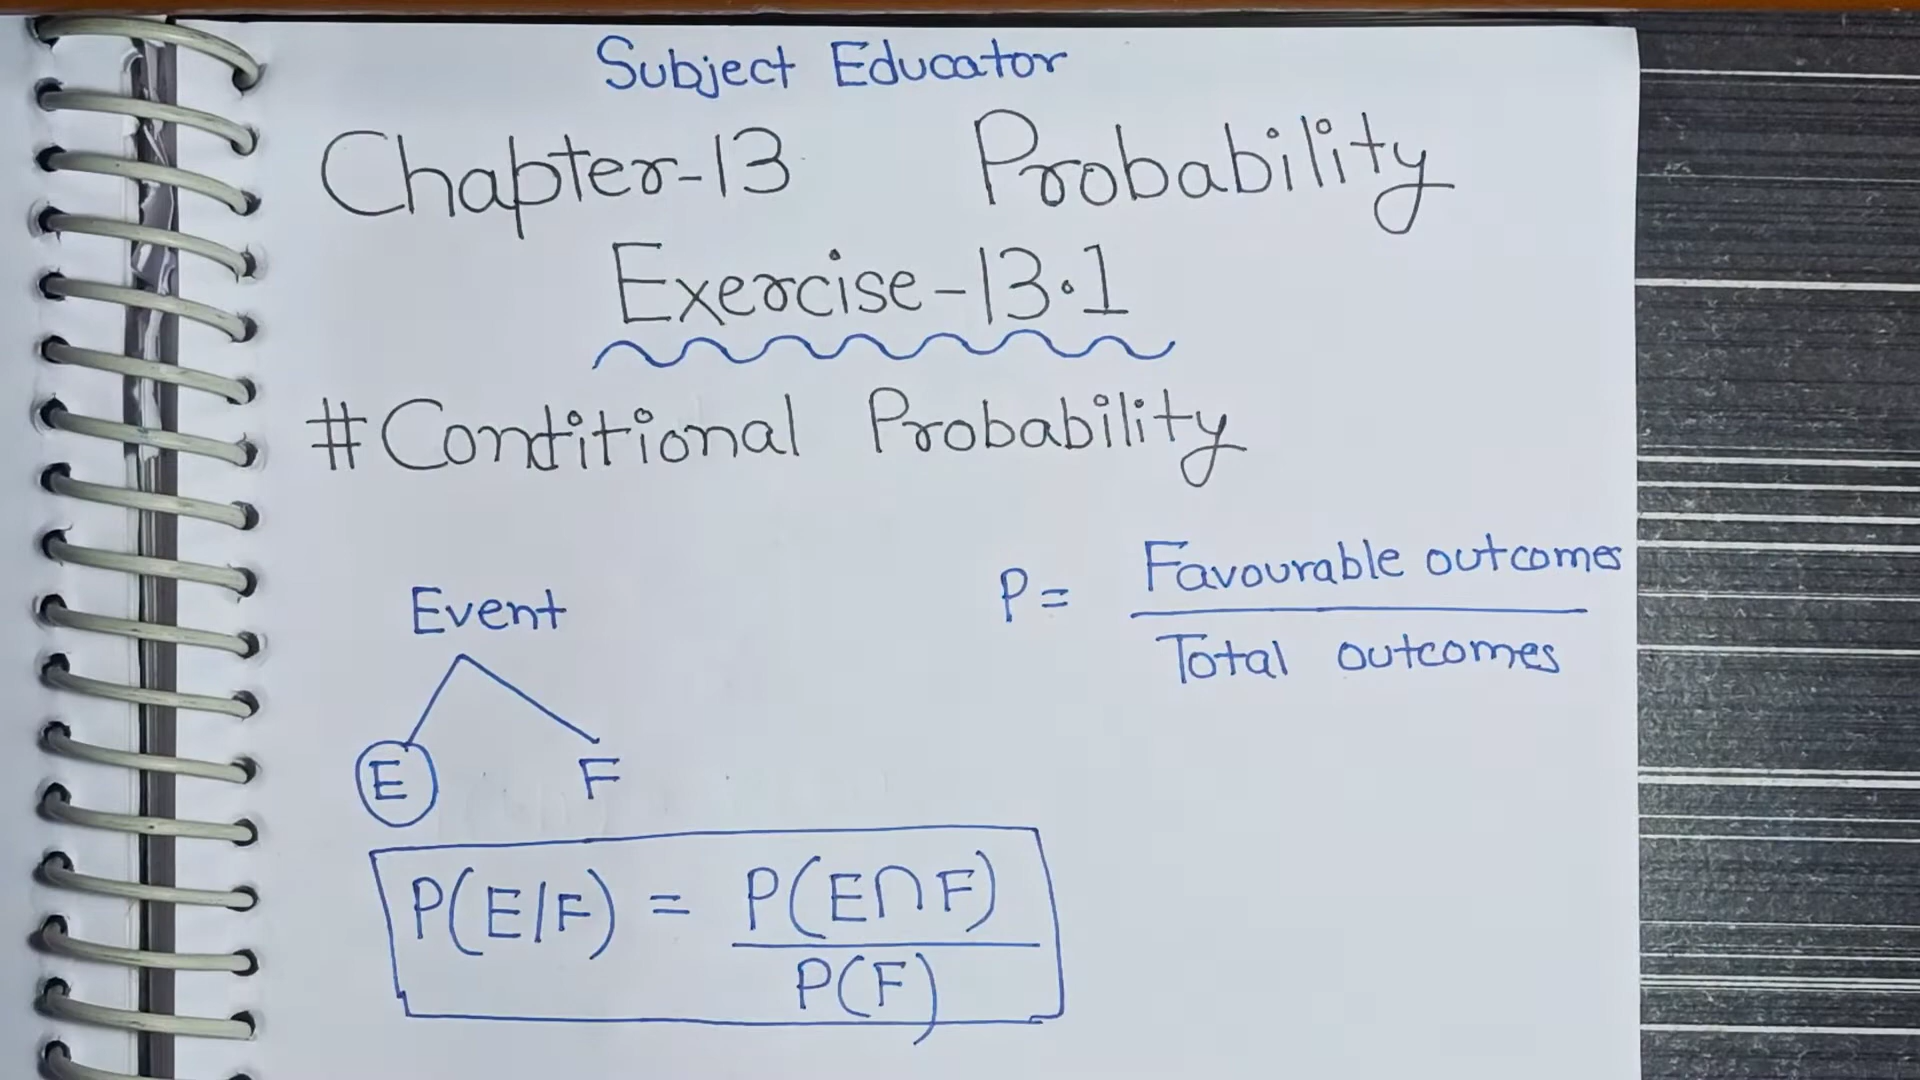 Subject Educator
Chapter-13 Probability
Exercise-13.1
#Conditional Probability
Event
E F
P = Favourable outcomes
Total outcomes
P(E/F) = P(E∩F)
P(F)